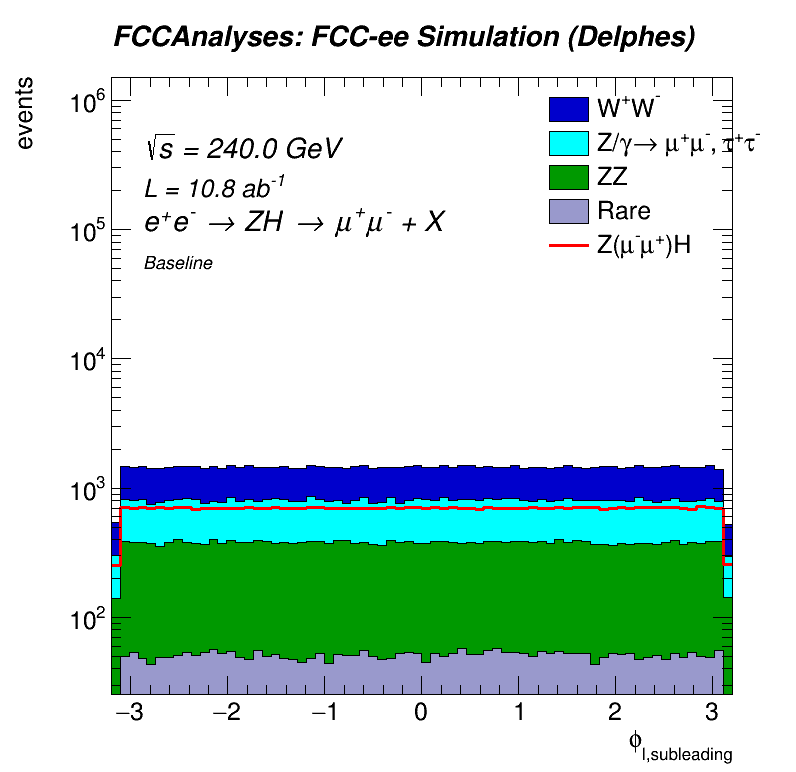 FCCAnalyses: FCC-ee Simulation (Delphes)
events
10⁶
10⁵
10⁴
10³
10²
√s = 240.0 GeV
L = 10.8 ab⁻¹
e⁺e⁻ → ZH → μ⁺μ⁻ + X
Baseline
W⁺W⁻
Z/γ→ μ⁺μ⁻, τ⁺τ⁻
ZZ
Rare
Z(μ⁻μ⁺)H
−3 −2 −1 0 1 2 3
ϕ_l,subleading